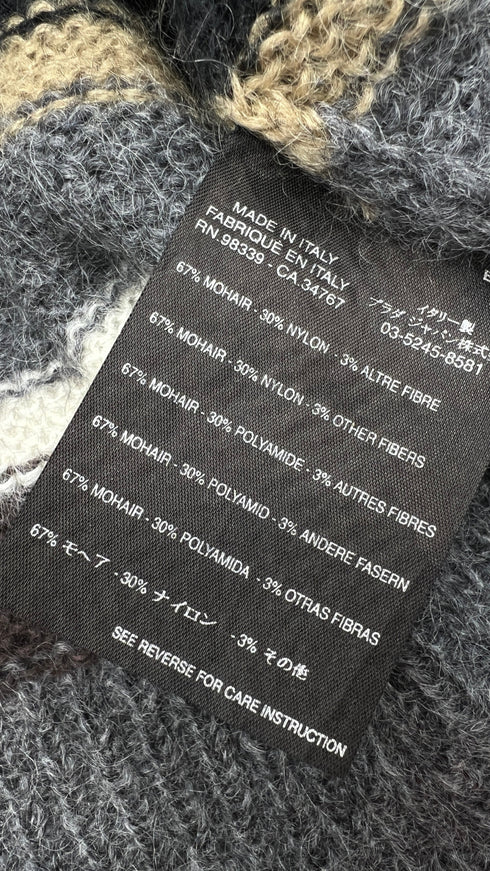 MADE IN ITALY
FABRIQUÉ EN ITALY
RN.98339 - CA.34767
イタリー製
プラダ ジャパン株式
03-5245-8581
67% MOHAIR - 30% NYLON - 3% ALTRE FIBRE
67% MOHAIR - 30% NYLON - 3% OTHER FIBERS
67% MOHAIR - 30% POLYAMIDE - 3% AUTRES FIBRES
67% MOHAIR - 30% POLYAMID - 3% ANDERE FASERN
67% MOHAIR - 30% POLYAMIDA - 3% OTRAS FIBRAS
67% モヘア - 30% ナイロン - 3% その他
SEE REVERSE FOR CARE INSTRUCTION